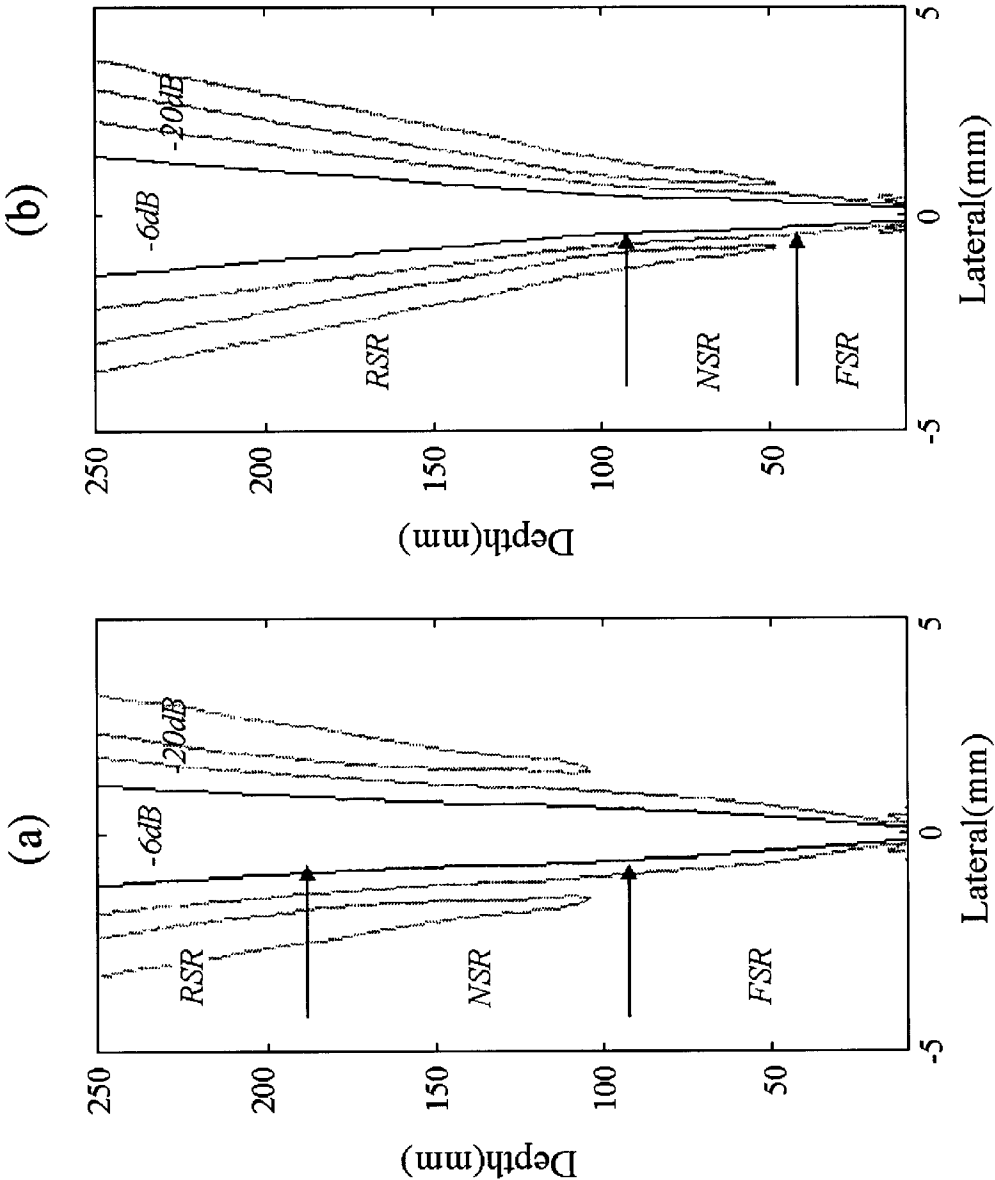 (a)
-6dB
-20dB
RSR
NSR
FSR
250
200
150
100
50
-5
0
5
Depth(mm)
Lateral(mm)
(b)
-6dB
-20dB
RSR
NSR
FSR
250
200
150
100
50
-5
0
5
Depth(mm)
Lateral(mm)